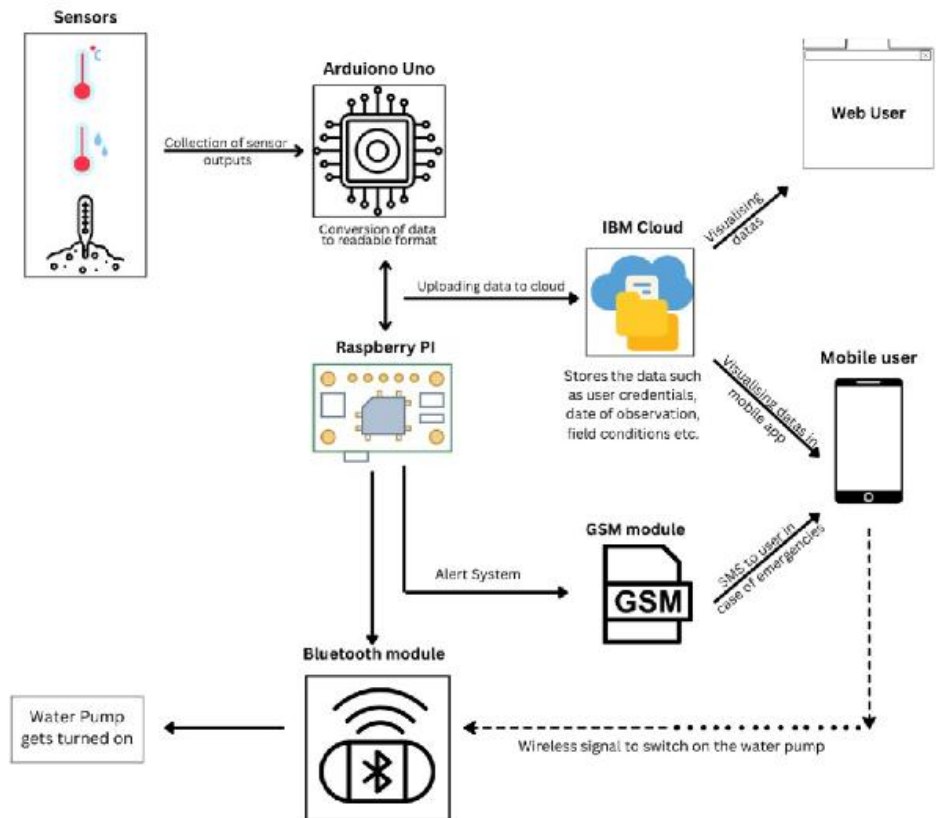 Sensors
°C
Arduiono Uno
Collection of sensor
outputs
Conversion of data
to readable format
Web User
Visualising
datas
IBM Cloud
Uploading data to cloud
Stores the data such
as user credentials,
date of observation,
field conditions etc.
Raspberry PI
Mobile user
Visualising datas in
mobile app
GSM module
GSM
Alert System
SMS to user in
case of emergencies
Bluetooth module
Water Pump
gets turned on
Wireless signal to switch on the water pump